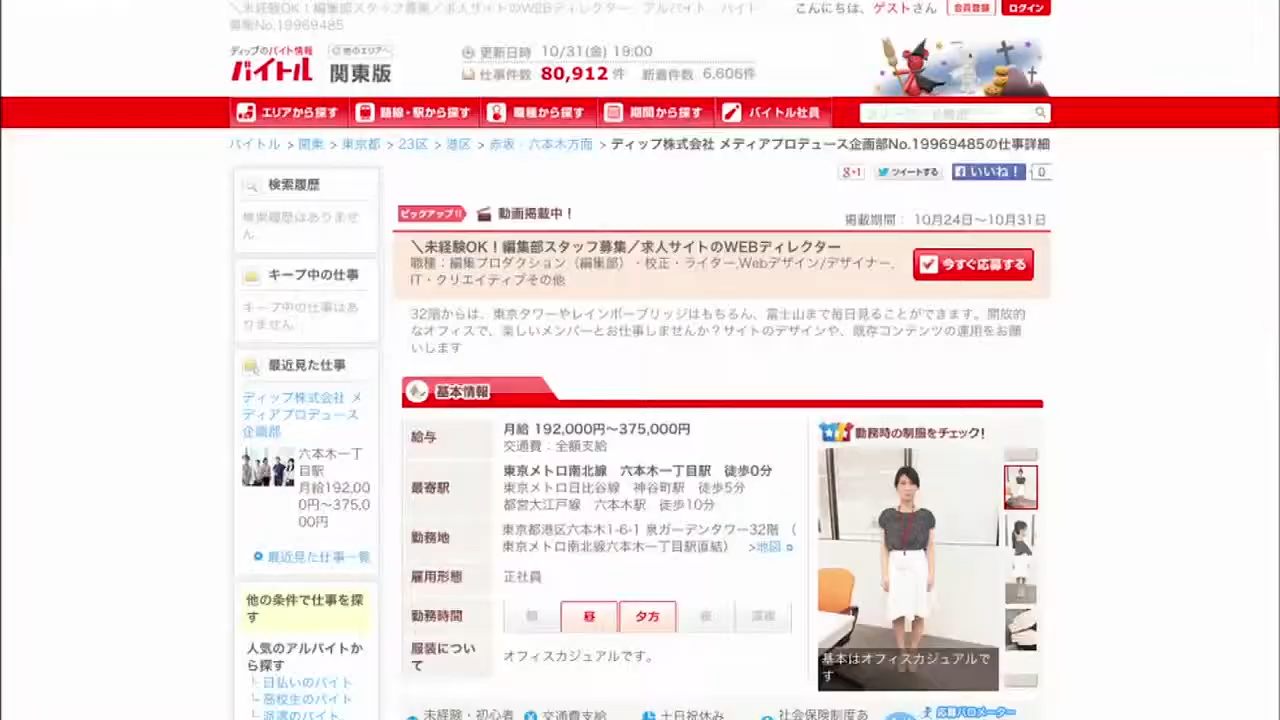 ＼未経験OK！編集部スタッフ募集／求人サイトのWEBディレクター アルバイト・バイト
募集No.19969485
こんにちは、ゲストさん
会員登録
ログイン
ディップのバイト情報
他のエリアへ
バイトル 関東版
更新日時 10/31(金) 19:00
仕事件数 80,912 件 新着件数 6,606件
エリアから探す
路線・駅から探す
職種から探す
期間から探す
バイトル社員
バイトル > 関東 > 東京都 > 23区 > 港区 > 赤坂・六本木方面 > ディップ株式会社 メディアプロデュース企画部No.19969485の仕事詳細
g+1
ツイートする
いいね！
0
検索履歴
検索履歴はありませ
ん。
キープ中の仕事
キープ中の仕事はあ
りません。
最近見た仕事
ディップ株式会社 メ
ディアプロデュース
企画部
六本木一丁
目駅
月給192,00
0円～375,0
00円
最近見た仕事一覧
他の条件で仕事を探
す
人気のアルバイトか
ら探す
日払いのバイト
高校生のバイト
派遣のバイト
ピックアップ!!
動画掲載中！
掲載期間： 10月24日～10月31日
＼未経験OK！編集部スタッフ募集／求人サイトのWEBディレクター
職種：編集プロダクション（編集部）・校正・ライター,Webデザイン/デザイナー,
IT・クリエイティブその他
今すぐ応募する
32階からは、東京タワーやレインボーブリッジはもちろん、富士山まで毎日見ることができます。開放的
なオフィスで、楽しいメンバーとお仕事しませんか？サイトのデザインや、既存コンテンツの運用をお願
いします
基本情報
給与
月給 192,000円～375,000円
交通費：全額支給
最寄駅
東京メトロ南北線 六本木一丁目駅 徒歩0分
東京メトロ日比谷線 神谷町駅 徒歩5分
都営大江戸線 六本木駅 徒歩10分
勤務地
東京都港区六本木1-6-1 泉ガーデンタワー32階 （
東京メトロ南北線六本木一丁目駅直結） >地図
雇用形態
正社員
勤務時間
朝
昼
夕方
夜
深夜
服装につい
て
オフィスカジュアルです。
勤務時の制服をチェック!
基本はオフィスカジュアルで
す
未経験・初心者
交通費支給
土日祝休み
社会保険制度あ
応募バロメーター